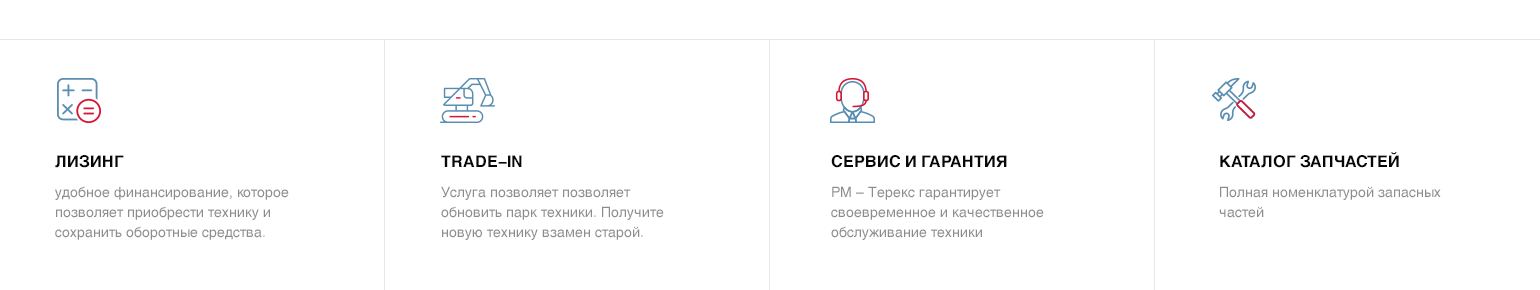 ЛИЗИНГ
удобное финансирование, которое
позволяет приобрести технику и
сохранить оборотные средства.
TRADE–IN
Услуга позволяет позволяет
обновить парк техники. Получите
новую технику взамен старой.
СЕРВИС И ГАРАНТИЯ
РМ – Терекс гарантирует
своевременное и качественное
обслуживание техники
КАТАЛОГ ЗАПЧАСТЕЙ
Полная номенклатурой запасных
частей